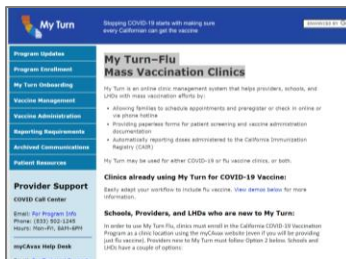 My Turn
Stopping COVID-19 starts with making sure
every Californian can get the vaccine
ENHANCED BY
Program Updates
Program Enrollment
My Turn Onboarding
Vaccine Management
Vaccine Administration
Reporting Requirements
Archived Communications
Patient Resources
Provider Support
COVID Call Center
Email: For Program Info
Phone: (833) 502-1245
Hours: Mon-Fri, 8AM-6PM
myCAvax Help Desk
My Turn–Flu
Mass Vaccination Clinics
My Turn is an online clinic management system that helps providers, schools, and
LHDs with mass vaccination efforts by:
• Allowing families to schedule appointments and preregister or check in online or
via phone hotline
• Providing paperless forms for patient screening and vaccine administration
documentation
• Automatically reporting doses administered to the California Immunization
Registry (CAIR)
My Turn may be used for either COVID-19 or flu vaccine clinics, or both.
Clinics already using My Turn for COVID-19 Vaccine:
Easily adapt your workflow to include flu vaccine. View demos below for more
information.
Schools, Providers, and LHDs who are new to My Turn:
In order to use My Turn Flu, clinics must enroll in the California COVID-19 Vaccination
Program as a clinic location using the myCAvax website (even if you will be providing
just flu vaccine). Providers new to My Turn must follow Option 2 below. Schools and
LHDs have a couple of options: